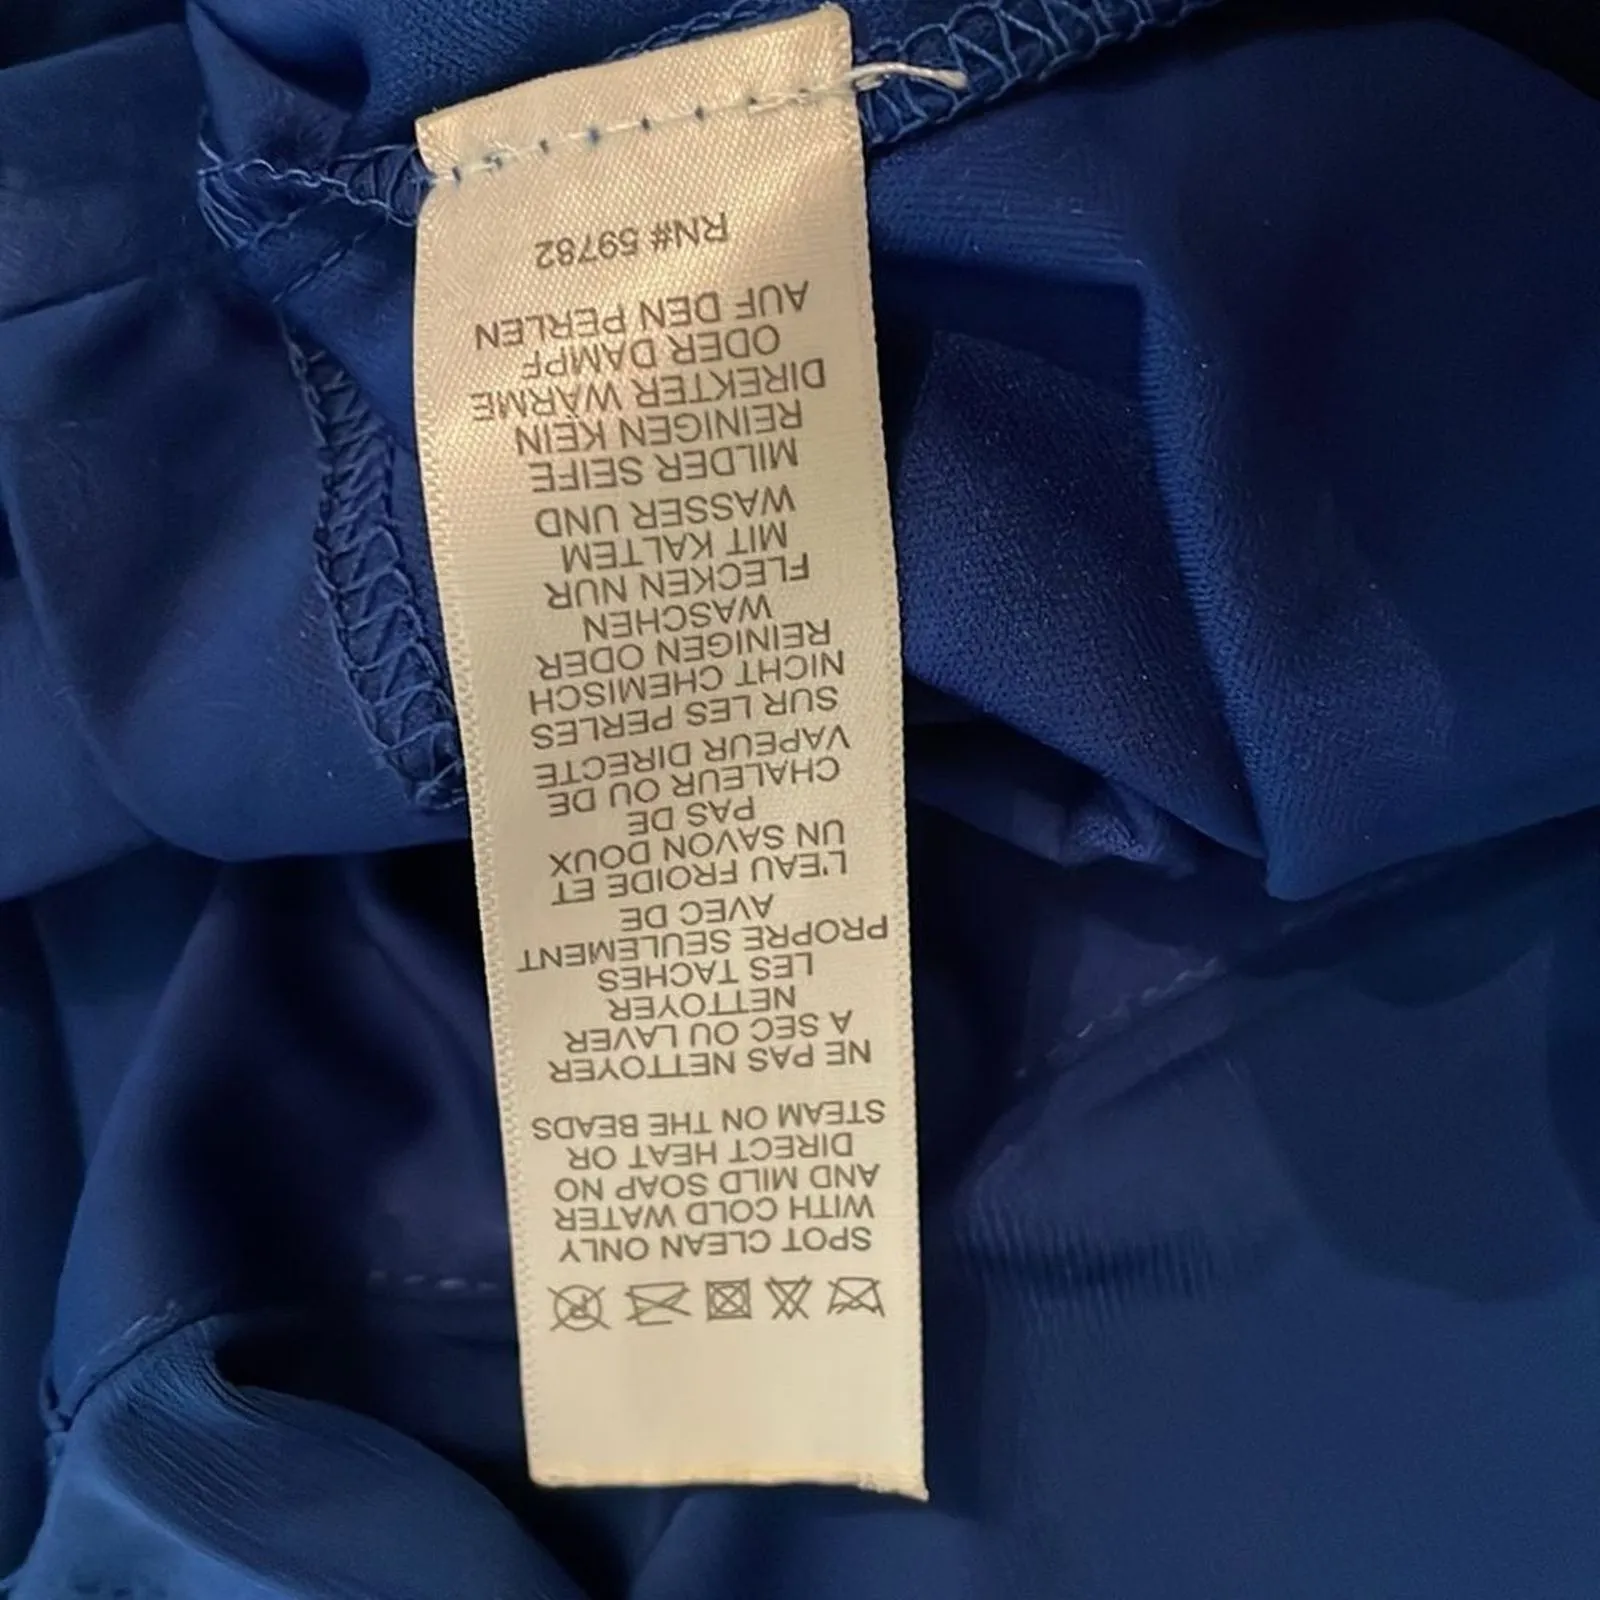 SPOT CLEAN ONLY
WITH COLD WATER
AND MILD SOAP NO
DIRECT HEAT OR
STEAM ON THE BEADS
NE PAS NETTOYER
A SEC OU LAVER
NETTOYER
LES TACHES
PROPRE SEULEMENT
AVEC DE
L'EAU FROIDE ET
UN SAVON DOUX
PAS DE
CHALEUR OU DE
VAPEUR DIRECTE
SUR LES PERLES
NICHT CHEMISCH
REINIGEN ODER
WASCHEN
FLECKEN NUR
MIT KALTEM
WASSER UND
MILDER SEIFE
REINIGEN KEIN
DIREKTER WÄRME
ODER DAMPF
AUF DEN PERLEN
RN# 59782